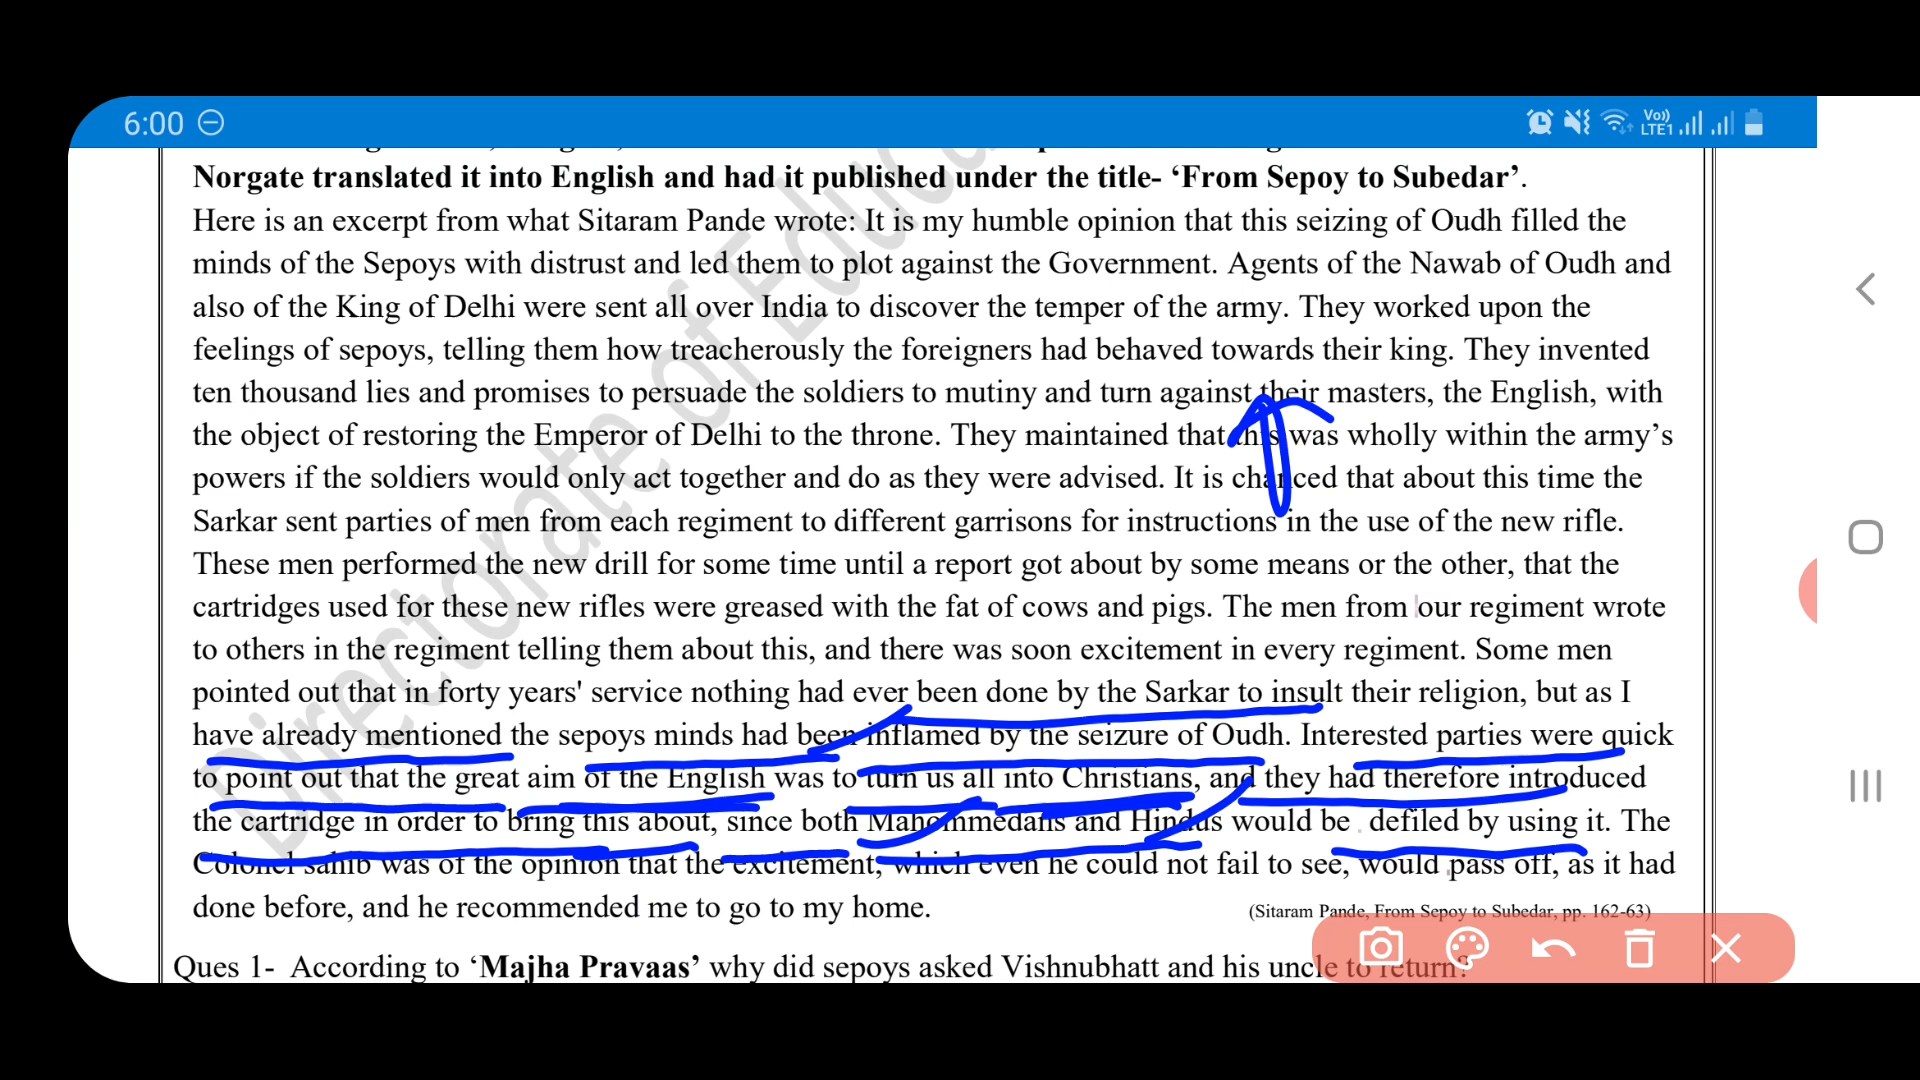 6:00
Vo))
LTE1
Norgate translated it into English and had it published under the title- ‘From Sepoy to Subedar’.
Here is an excerpt from what Sitaram Pande wrote: It is my humble opinion that this seizing of Oudh filled the
minds of the Sepoys with distrust and led them to plot against the Government. Agents of the Nawab of Oudh and
also of the King of Delhi were sent all over India to discover the temper of the army. They worked upon the
feelings of sepoys, telling them how treacherously the foreigners had behaved towards their king. They invented
ten thousand lies and promises to persuade the soldiers to mutiny and turn against their masters, the English, with
the object of restoring the Emperor of Delhi to the throne. They maintained that this was wholly within the army’s
powers if the soldiers would only act together and do as they were advised. It is chanced that about this time the
Sarkar sent parties of men from each regiment to different garrisons for instructions in the use of the new rifle.
These men performed the new drill for some time until a report got about by some means or the other, that the
cartridges used for these new rifles were greased with the fat of cows and pigs. The men from our regiment wrote
to others in the regiment telling them about this, and there was soon excitement in every regiment. Some men
pointed out that in forty years' service nothing had ever been done by the Sarkar to insult their religion, but as I
have already mentioned the sepoys minds had been inflamed by the seizure of Oudh. Interested parties were quick
to point out that the great aim of the English was to turn us all into Christians, and they had therefore introduced
the cartridge in order to bring this about, since both Mahommedans and Hindus would be defiled by using it. The
Colonel sahib was of the opinion that the excitement, which even he could not fail to see, would pass off, as it had
done before, and he recommended me to go to my home.
(Sitaram Pande, From Sepoy to Subedar, pp. 162-63)
Ques 1- According to ‘Majha Pravaas’ why did sepoys asked Vishnubhatt and his uncle to return?
Directorate of Educa